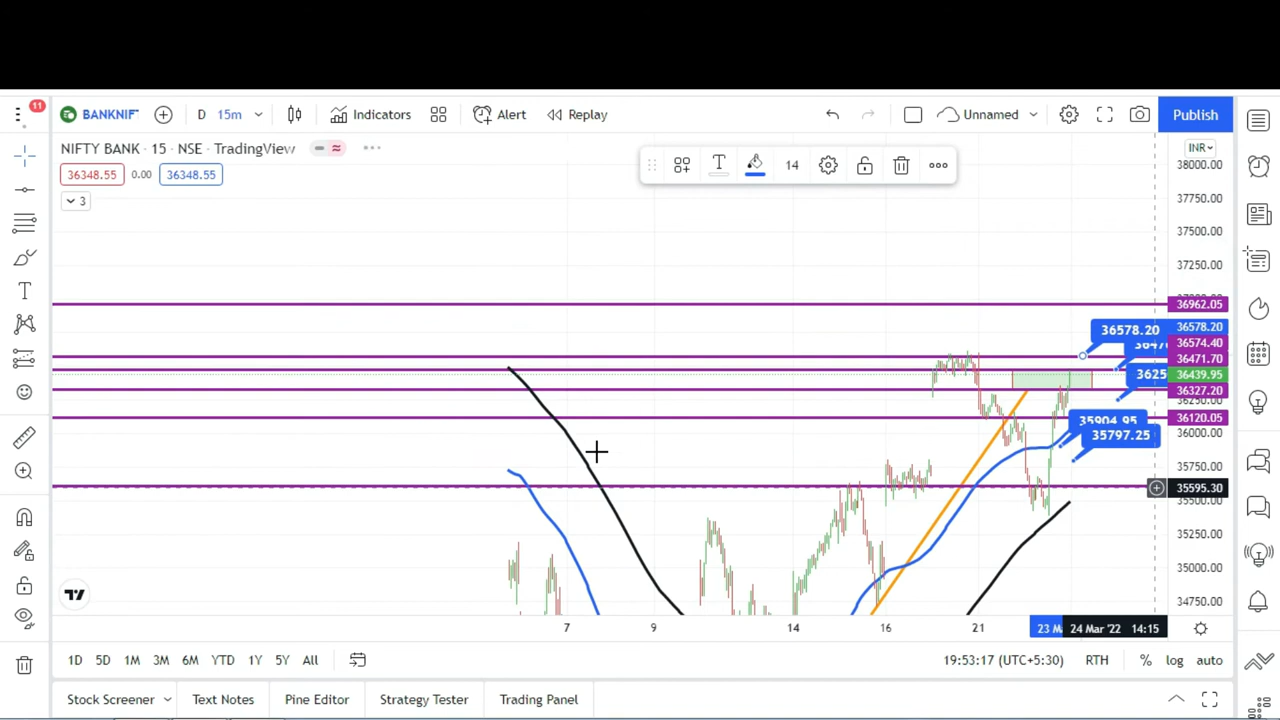 11
BANKNIF
D
15m
Indicators
Alert
Replay
Unnamed
Publish
NIFTY BANK · 15 · NSE · TradingView
INR
36348.55
0.00
36348.55
3
14
38000.00
37750.00
37500.00
37250.00
36962.05
36578.20
36578.20
36574.40
36471.70
3625
36439.95
36327.20
36120.05
35904.95
36000.00
35797.25
35750.00
35595.30
35500.00
35250.00
35000.00
34750.00
7
9
14
16
21
23 M
24 Mar '22
14:15
1D
5D
1M
3M
6M
YTD
1Y
5Y
All
19:53:17 (UTC+5:30)
RTH
%
log
auto
Stock Screener
Text Notes
Pine Editor
Strategy Tester
Trading Panel